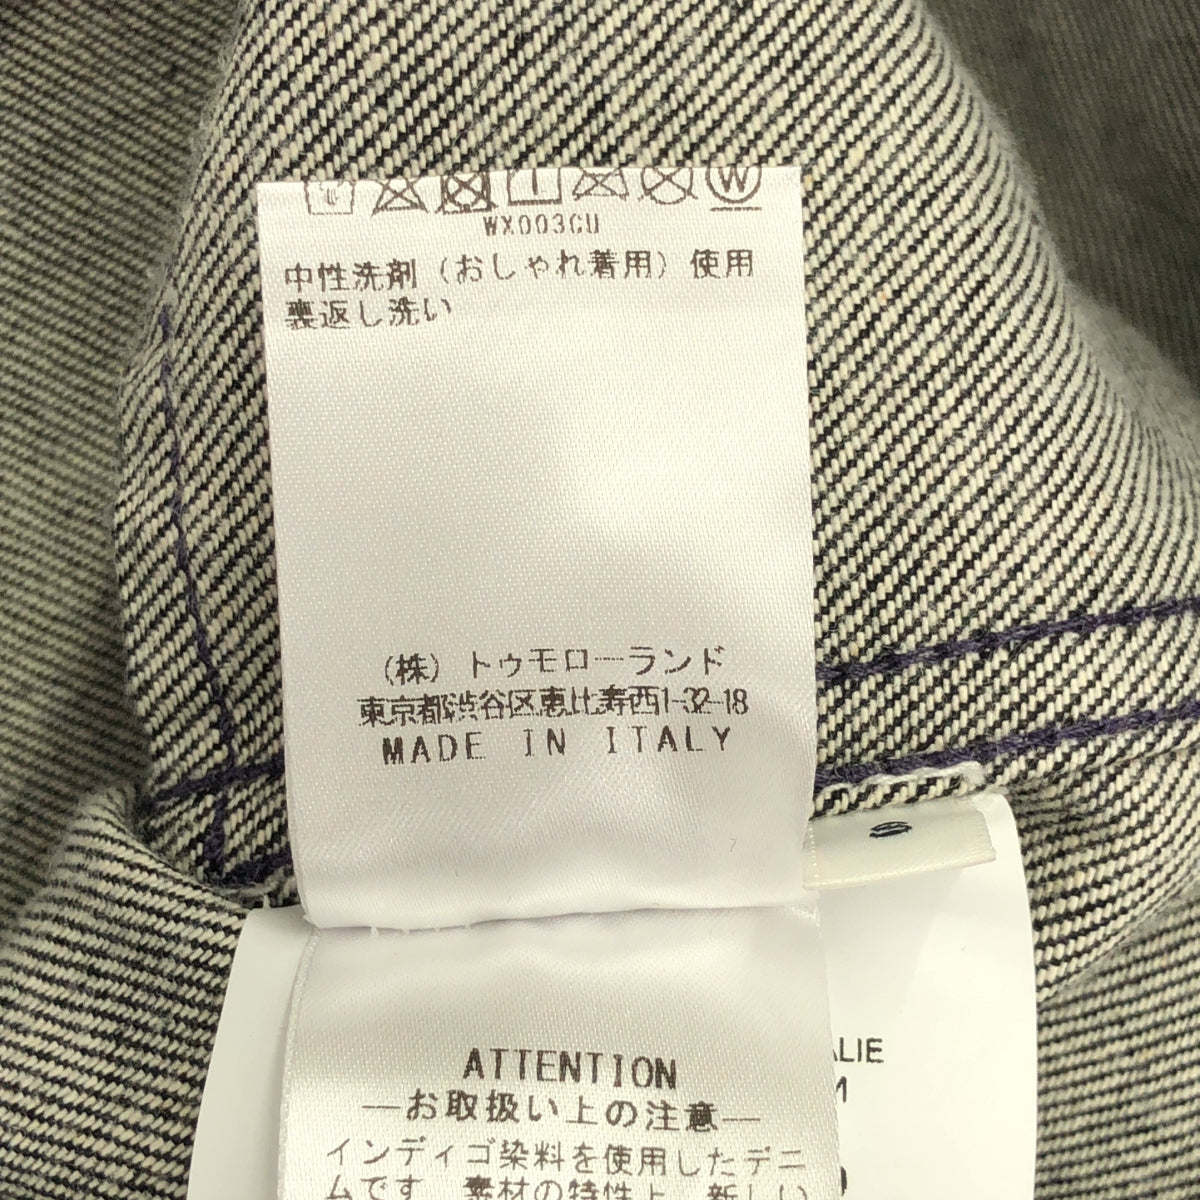 WX003CU
中性洗剤（おしゃれ着用）使用
裏返し洗い
（株）トゥモローランド
東京都渋谷区恵比寿西1-32-18
MADE IN ITALY
ALIE
ATTENTION
―お取扱い上の注意―
インディゴ染料を使用したデニ
ムです 素材の特性上 新しい